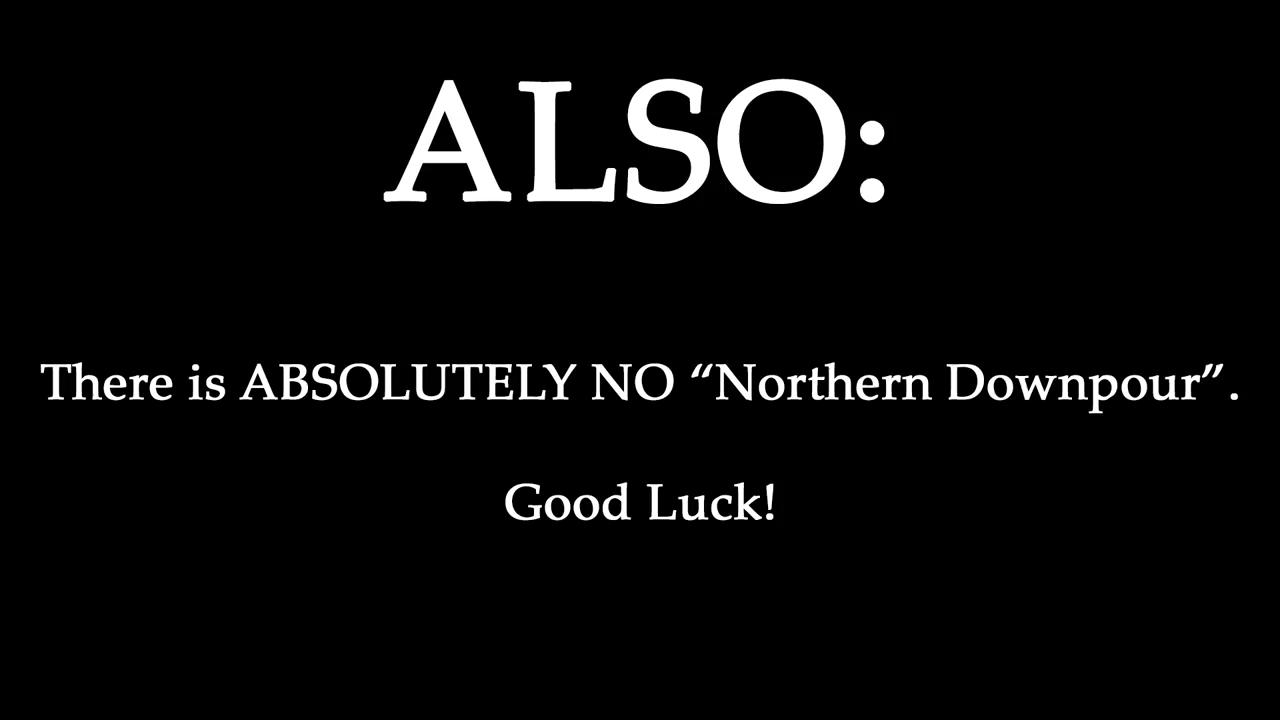 ALSO:
There is ABSOLUTELY NO “Northern Downpour”.
Good Luck!